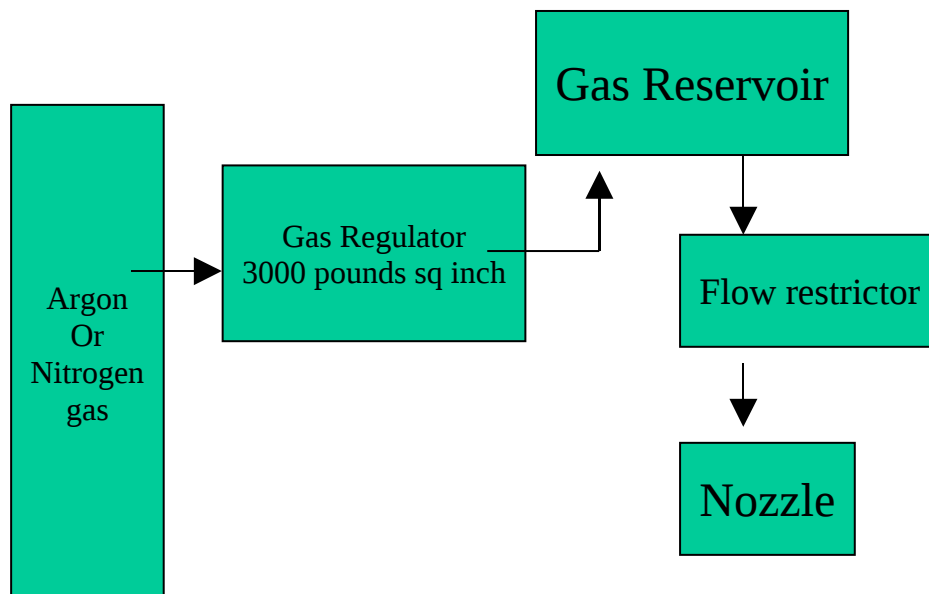 Argon
Or
Nitrogen
gas
Gas Regulator
3000 pounds sq inch
Gas Reservoir
Flow restrictor
Nozzle